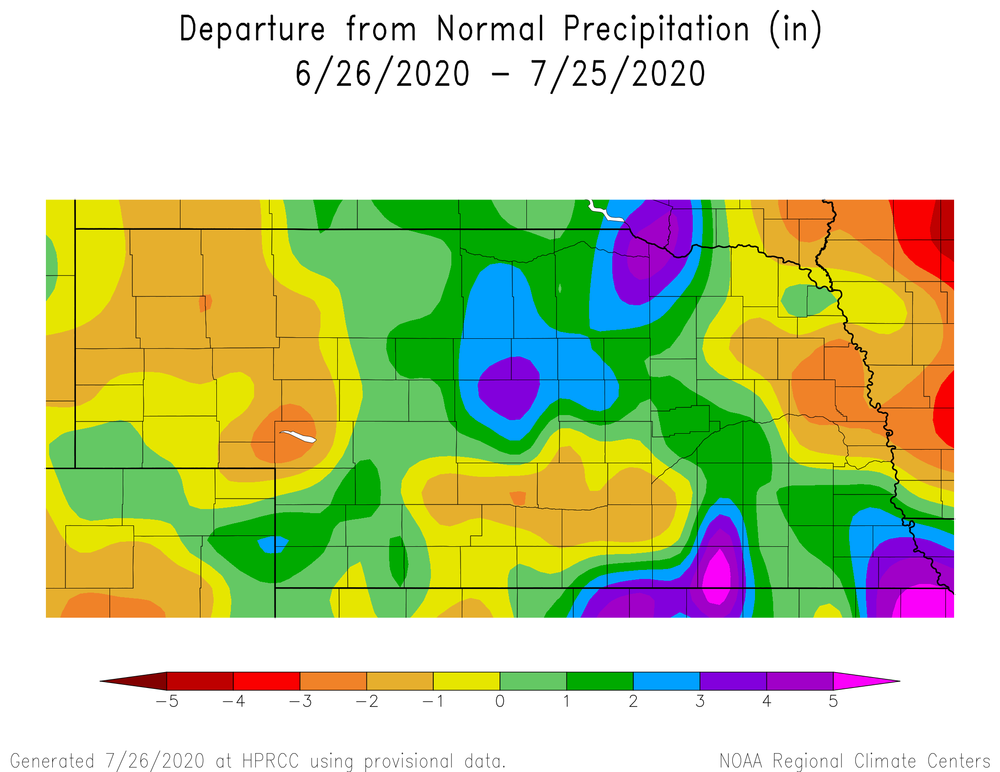 Departure from Normal Precipitation (in)
6/26/2020 – 7/25/2020
-5 -4 -3 -2 -1 0 1 2 3 4 5
Generated 7/26/2020 at HPRCC using provisional data.
NOAA Regional Climate Centers